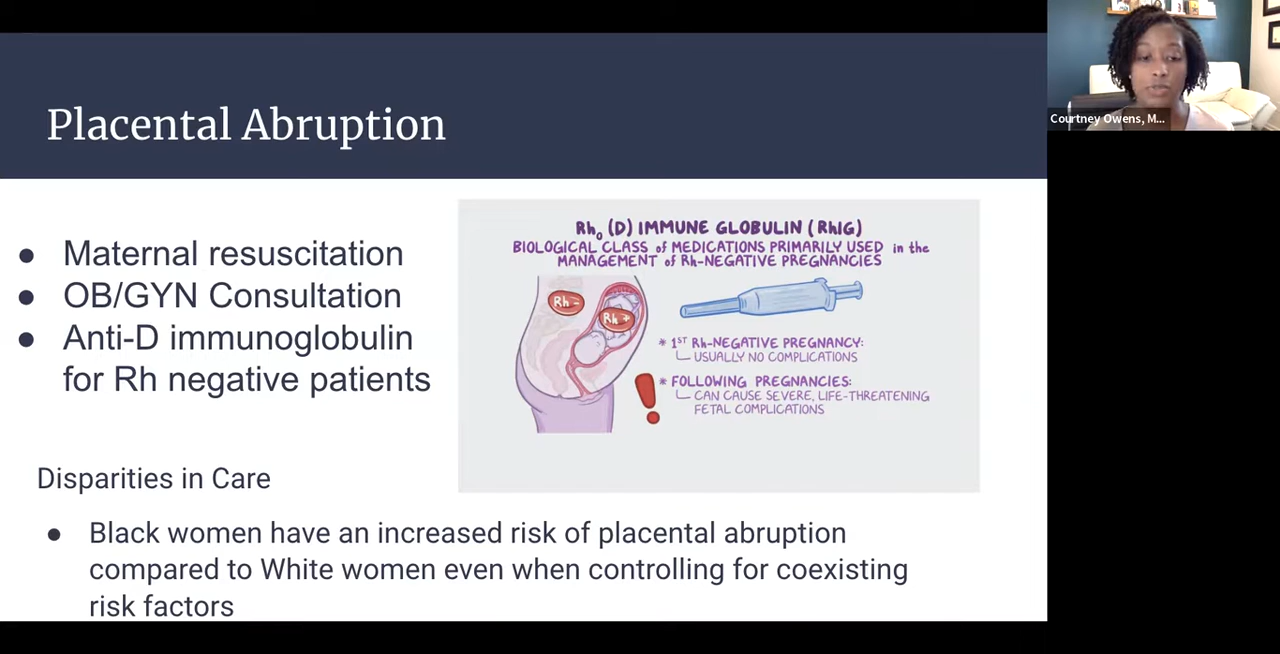 Placental Abruption
Courtney Owens, M...
● Maternal resuscitation
● OB/GYN Consultation
● Anti-D immunoglobulin
for Rh negative patients
Rh₀ (D) IMMUNE GLOBULIN (RhIG)
BIOLOGICAL CLASS of MEDICATIONS PRIMARILY USED in the
MANAGEMENT of Rh-NEGATIVE PREGNANCIES
Rh-
Rh+
* 1ST Rh-NEGATIVE PREGNANCY:
USUALLY NO COMPLICATIONS
* FOLLOWING PREGNANCIES:
CAN CAUSE SEVERE, LIFE-THREATENING
FETAL COMPLICATIONS
!
Disparities in Care
● Black women have an increased risk of placental abruption
compared to White women even when controlling for coexisting
risk factors